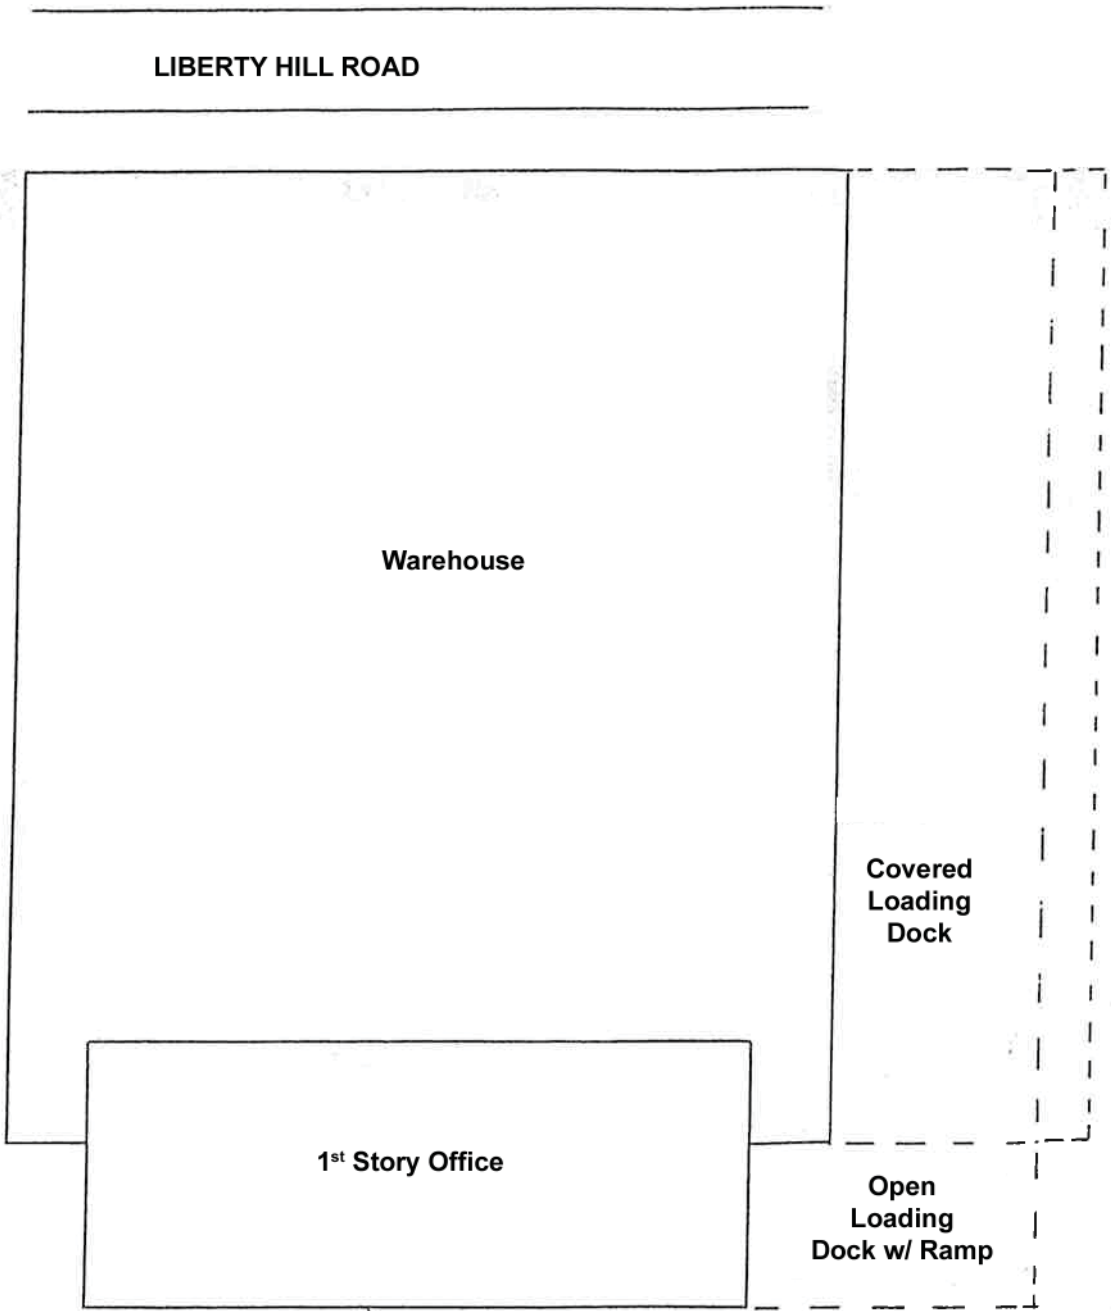 LIBERTY HILL ROAD
Warehouse
Covered
Loading
Dock
1st Story Office
Open
Loading
Dock w/ Ramp